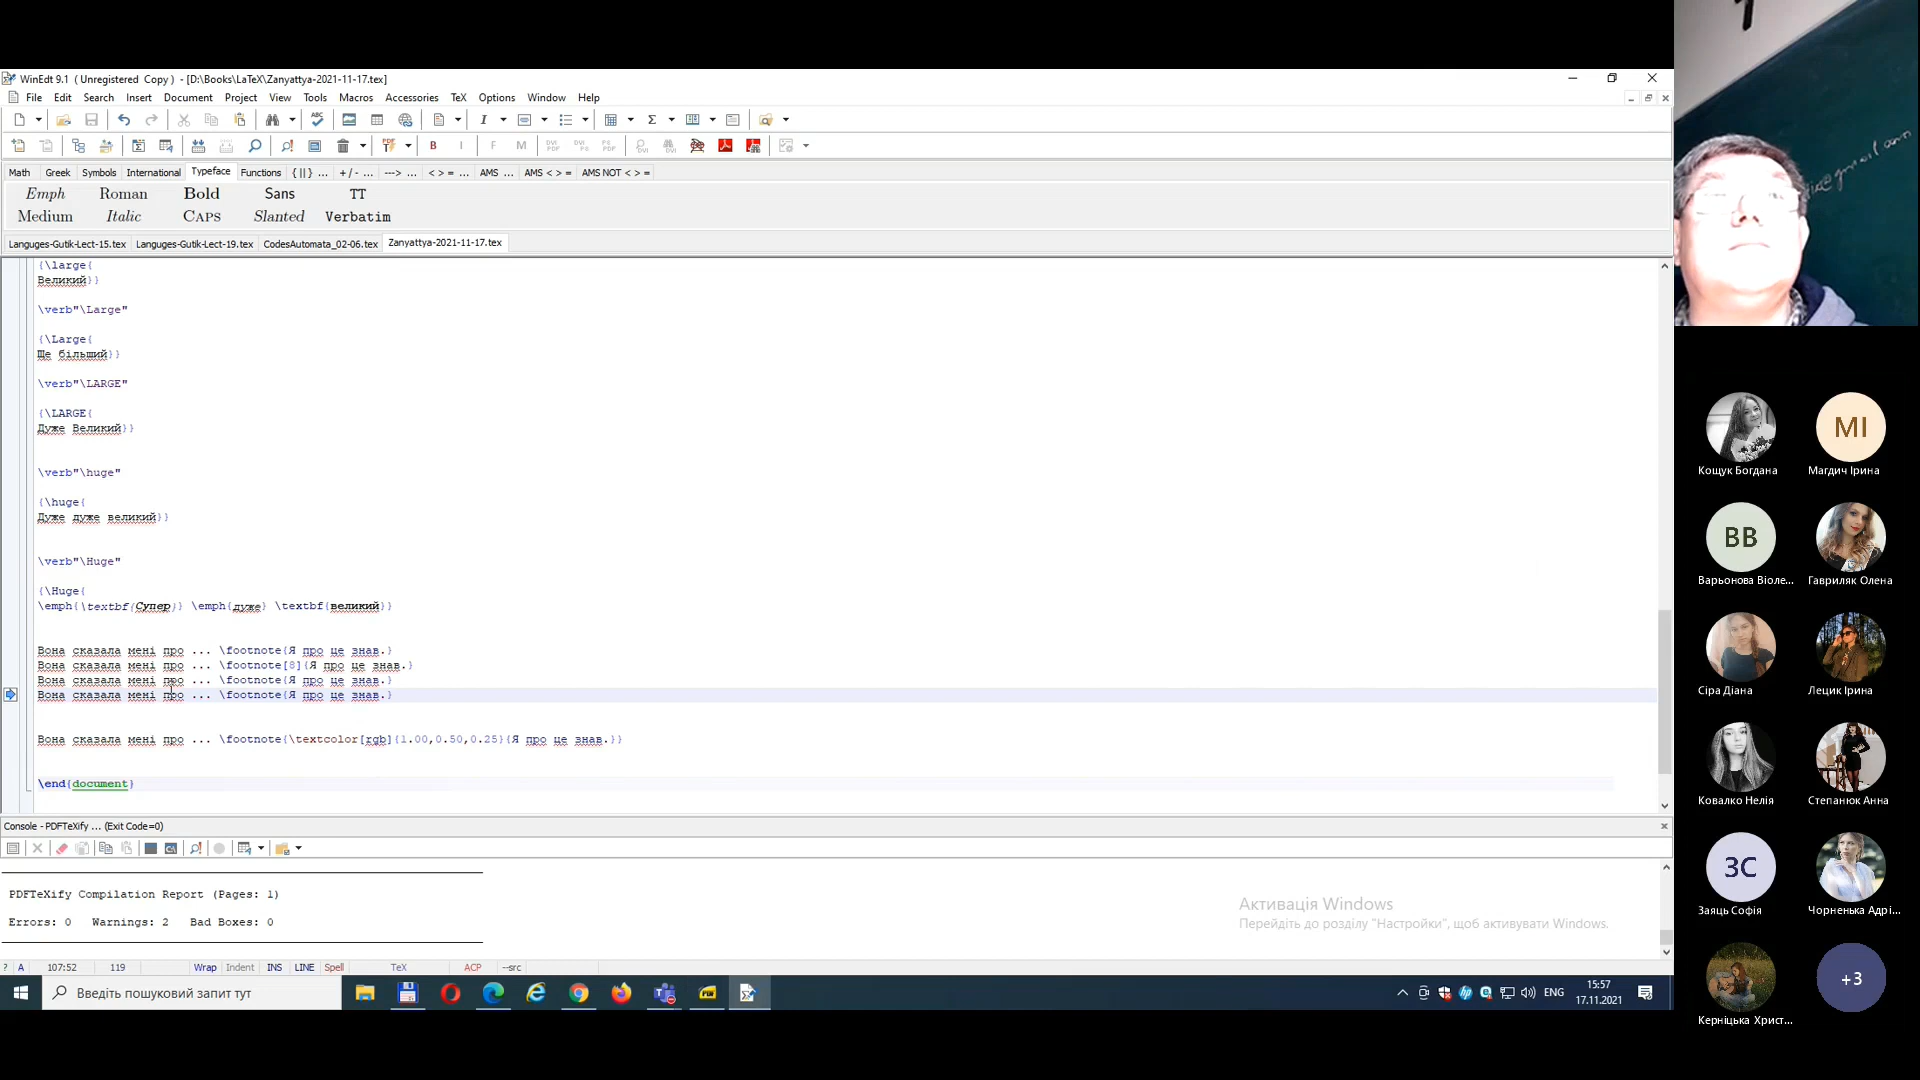 WinEdt 9.1 ( Unregistered Copy ) - [D:\Books\LaTeX\Zanyattya-2021-11-17.tex]
File Edit Search Insert Document Project View Tools Macros Accessories TeX Options Window Help
Math Greek Symbols International Typeface Functions { || } ... + / - ... ---> ... < > = ... AMS ... AMS < > = AMS NOT < > =
Emph Roman Bold Sans TT
Medium Italic Caps Slanted Verbatim
Languges-Gutik-Lect-15.tex Languges-Gutik-Lect-19.tex CodesAutomata_02-06.tex Zanyattya-2021-11-17.tex
{\large{
Великий}}
\verb"\Large"
{\Large{
Ще більший}}
\verb"\LARGE"
{\LARGE{
Дуже Великий}}
\verb"\huge"
{\huge{
Дуже дуже великий}}
\verb"\Huge"
{\Huge{
\emph{\textbf{Супер}} \emph{дуже} \textbf{великий}}
Вона сказала мені про ... \footnote{Я про це знав.}
Вона сказала мені про ... \footnote[8]{Я про це знав.}
Вона сказала мені про ... \footnote{Я про це знав.}
Вона сказала мені про ... \footnote{Я про це знав.}
Вона сказала мені про ... \footnote{\textcolor[rgb]{1.00,0.50,0.25}{Я про це знав.}}
\end{document}
Console - PDFTeXify ... (Exit Code=0)
PDFTeXify Compilation Report (Pages: 1)
Errors: 0 Warnings: 2 Bad Boxes: 0
Активація Windows
Перейдіть до розділу "Настройки", щоб активувати Windows.
? A 107:52 119 Wrap Indent INS LINE Spell TeX ACP --src
Введіть пошуковий запит тут
ENG
15:57
17.11.2021
Кощук Богдана
МІ
Магдич Ірина
ВВ
Варьонова Віоле...
Гавриляк Олена
Сіра Діана
Лецик Ірина
Ковалко Нелія
Степанюк Анна
ЗС
Заяць Софія
Чорненька Адрі...
Керніцька Христ...
+3